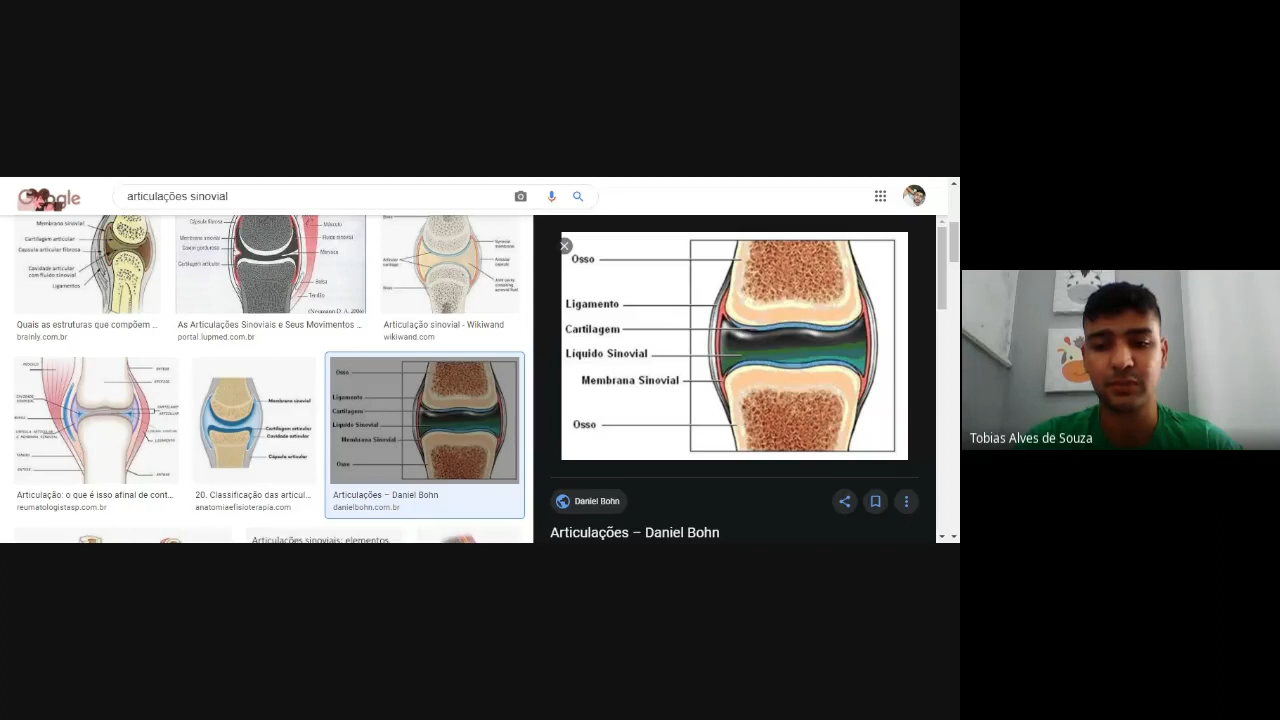 Google
articulações sinovial
Membrana sinovial
Cartilagem articular
Capsula articular fibrosa
Cavidade articular
com fluido sinovial
Ligamentos
Quais as estruturas que compõem ...
brainly.com.br
Cápsula fibrosa
Membrana sinovial
Cartilagem articular
Músculo
Fluido sinovial
Menisco
Bolsa
Tendão
As Articulações Sinoviais e Seus Movimentos ...
portal.lupmed.com.br
Articulação sinovial - Wikiwand
wikiwand.com
Articulação: o que é isso afinal de cont...
reumatologistasp.com.br
Membrana sinovial
Cartilagem articular
Cavidade articular
Cápsula articular
20. Classificação das articul...
anatomiaefisioterapia.com
Osso
Ligamento
Cartilagem
Líquido Sinovial
Membrana Sinovial
Osso
Articulações – Daniel Bohn
danielbohn.com.br
Articulações sinoviais: elementos
Osso
Ligamento
Cartilagem
Líquido Sinovial
Membrana Sinovial
Osso
Daniel Bohn
Articulações – Daniel Bohn
Tobias Alves de Souza